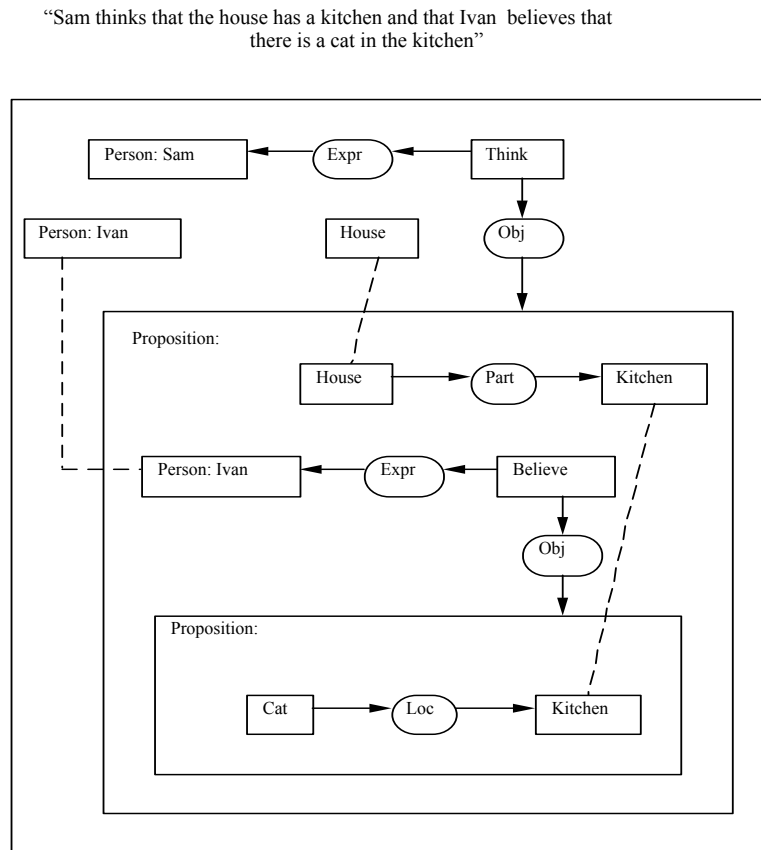 “Sam thinks that the house has a kitchen and that Ivan believes that
there is a cat in the kitchen”
Person: Sam
Expr
Think
Person: Ivan
House
Obj
Proposition:
House
Part
Kitchen
Person: Ivan
Expr
Believe
Obj
Proposition:
Cat
Loc
Kitchen